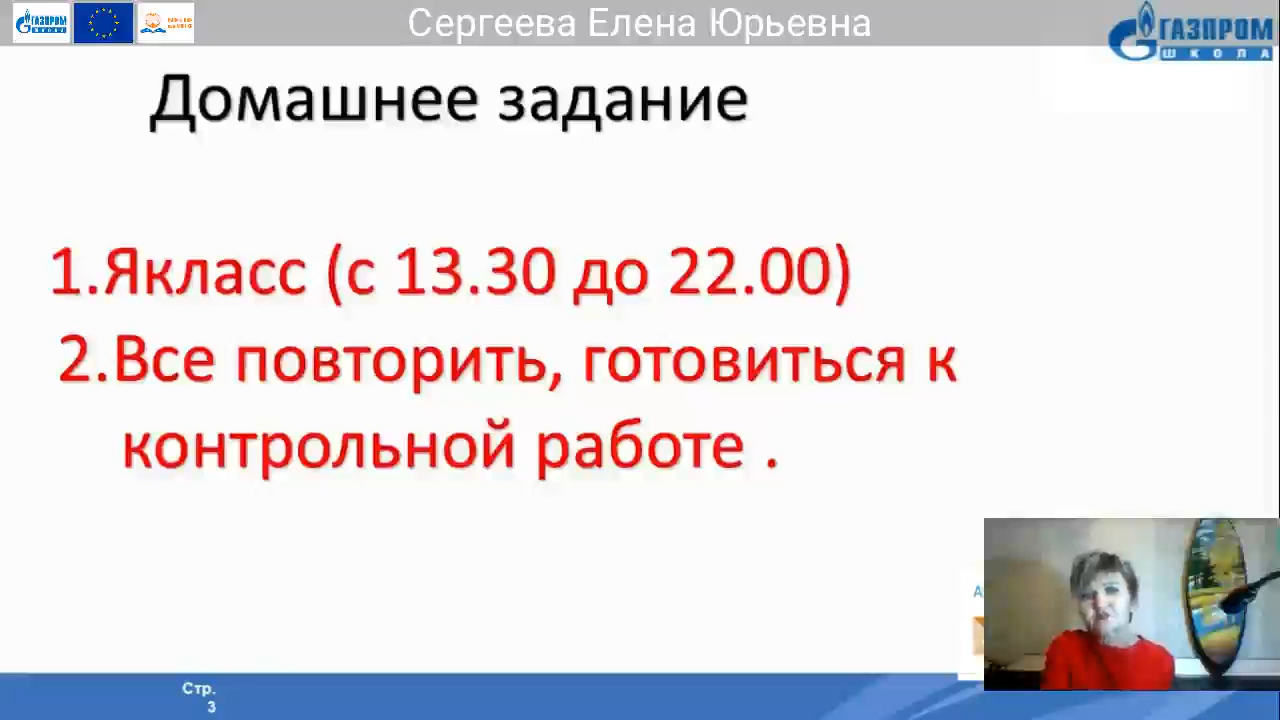 Сергеева Елена Юрьевна
ГАЗПРОМ
ШКОЛА
ГАЗПРОМ
Домашнее задание
1.Якласс (с 13.30 до 22.00)
2.Все повторить, готовиться к
контрольной работе .
Стр.
3